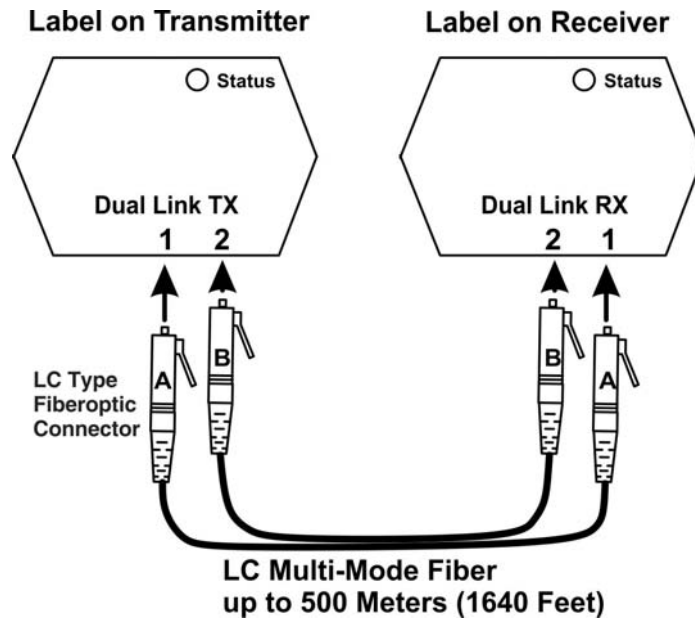 Label on Transmitter
Label on Receiver
Status
Status
Dual Link TX
1 2
Dual Link RX
2 1
A
B
B
A
LC Type
Fiberoptic
Connector
LC Multi-Mode Fiber
up to 500 Meters (1640 Feet)